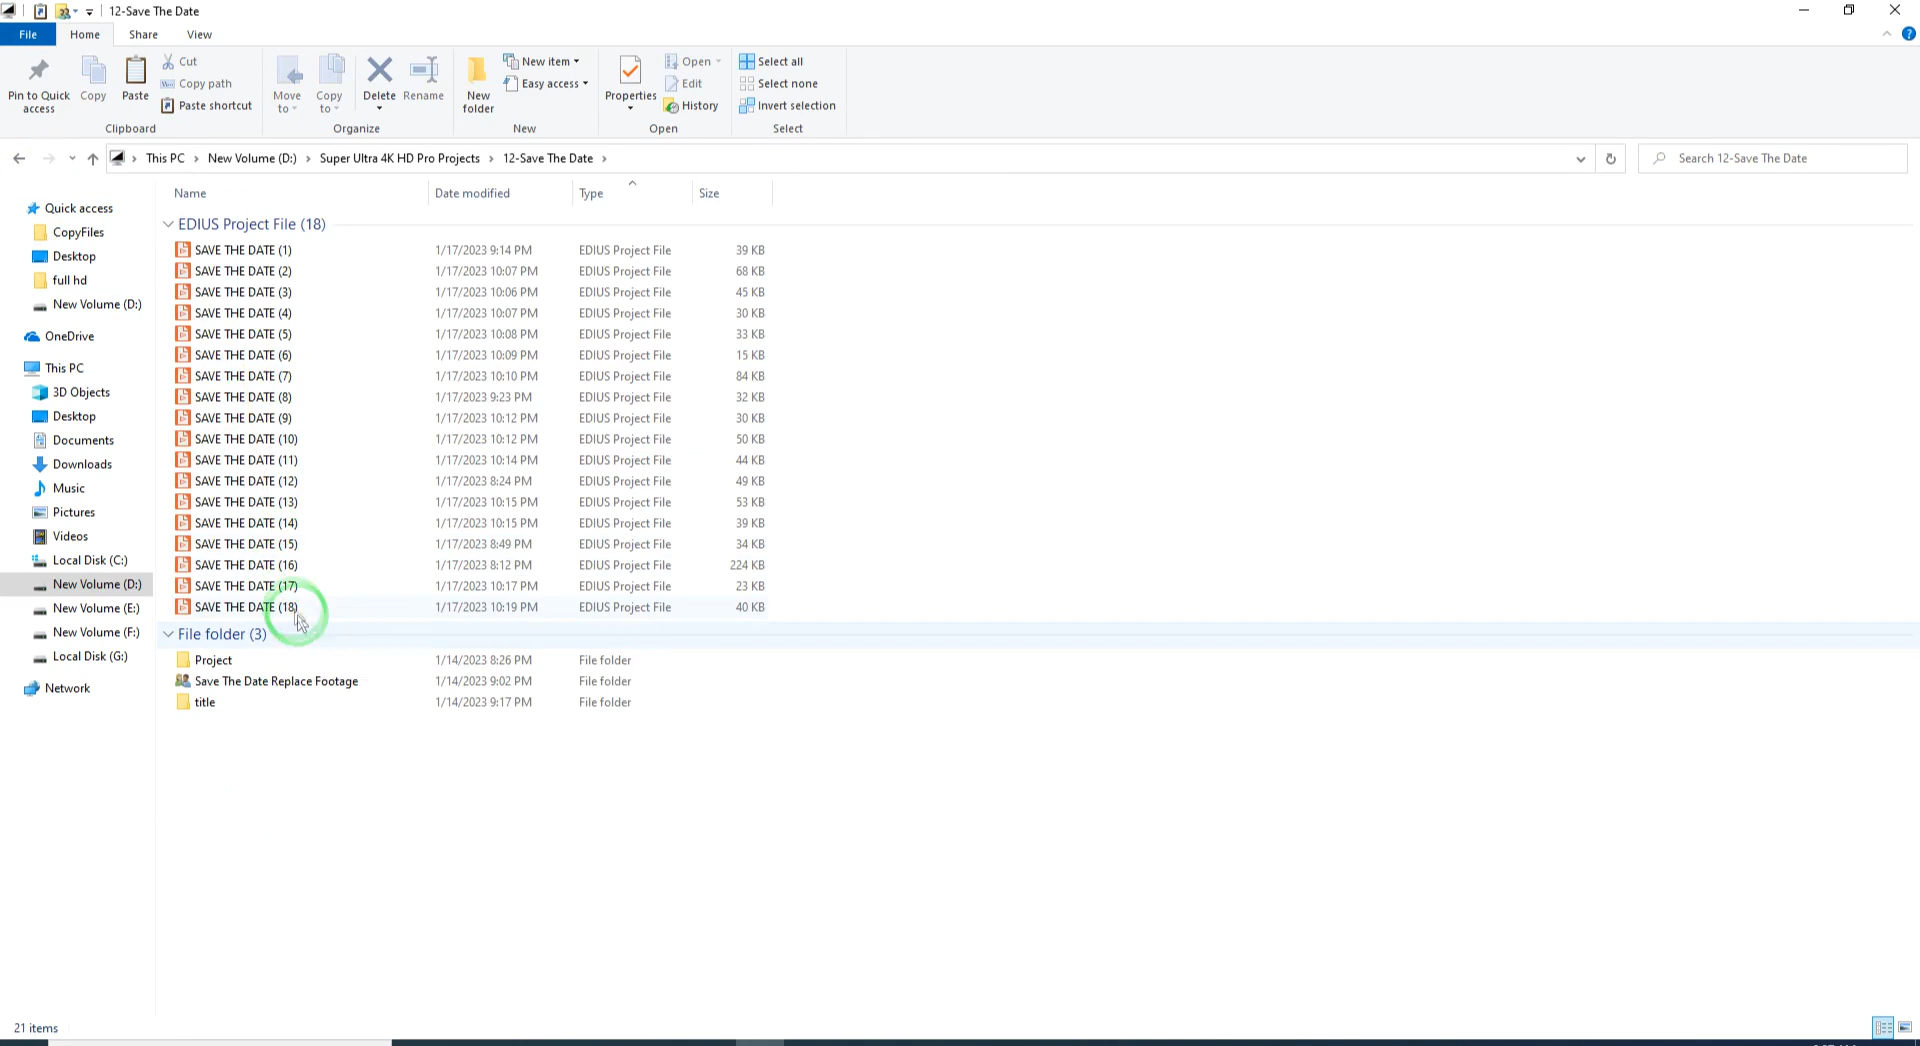 12-Save The Date
File Home Share View
Pin to Quick access
Copy
Paste
Cut
Copy path
Paste shortcut
Clipboard
Move to
Copy to
Delete
Rename
Organize
New folder
New item
Easy access
New
Properties
Open
Edit
History
Open
Select all
Select none
Invert selection
Select
This PC > New Volume (D:) > Super Ultra 4K HD Pro Projects > 12-Save The Date >
Search 12-Save The Date
Quick access
CopyFiles
Desktop
full hd
New Volume (D:)
OneDrive
This PC
3D Objects
Desktop
Documents
Downloads
Music
Pictures
Videos
Local Disk (C:)
New Volume (D:)
New Volume (E:)
New Volume (F:)
Local Disk (G:)
Network
Name Date modified Type Size
EDIUS Project File (18)
SAVE THE DATE (1) 1/17/2023 9:14 PM EDIUS Project File 39 KB
SAVE THE DATE (2) 1/17/2023 10:07 PM EDIUS Project File 68 KB
SAVE THE DATE (3) 1/17/2023 10:06 PM EDIUS Project File 45 KB
SAVE THE DATE (4) 1/17/2023 10:07 PM EDIUS Project File 30 KB
SAVE THE DATE (5) 1/17/2023 10:08 PM EDIUS Project File 33 KB
SAVE THE DATE (6) 1/17/2023 10:09 PM EDIUS Project File 15 KB
SAVE THE DATE (7) 1/17/2023 10:10 PM EDIUS Project File 84 KB
SAVE THE DATE (8) 1/17/2023 9:23 PM EDIUS Project File 32 KB
SAVE THE DATE (9) 1/17/2023 10:12 PM EDIUS Project File 30 KB
SAVE THE DATE (10) 1/17/2023 10:12 PM EDIUS Project File 50 KB
SAVE THE DATE (11) 1/17/2023 10:14 PM EDIUS Project File 44 KB
SAVE THE DATE (12) 1/17/2023 8:24 PM EDIUS Project File 49 KB
SAVE THE DATE (13) 1/17/2023 10:15 PM EDIUS Project File 53 KB
SAVE THE DATE (14) 1/17/2023 10:15 PM EDIUS Project File 39 KB
SAVE THE DATE (15) 1/17/2023 8:49 PM EDIUS Project File 34 KB
SAVE THE DATE (16) 1/17/2023 8:12 PM EDIUS Project File 224 KB
SAVE THE DATE (17) 1/17/2023 10:17 PM EDIUS Project File 23 KB
SAVE THE DATE (18) 1/17/2023 10:19 PM EDIUS Project File 40 KB
File folder (3)
Project 1/14/2023 8:26 PM File folder
Save The Date Replace Footage 1/14/2023 9:02 PM File folder
title 1/14/2023 9:17 PM File folder
21 items